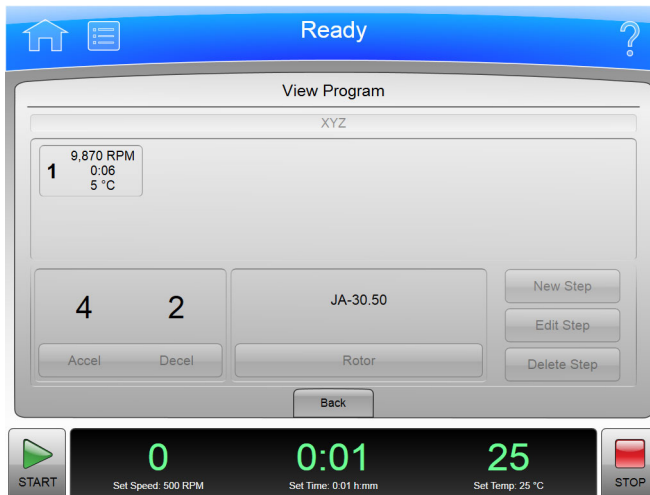 Ready
?
View Program
XYZ
1
9,870 RPM
0:06
5 °C
4 2
Accel Decel
JA-30.50
Rotor
New Step
Edit Step
Delete Step
Back
START
0
Set Speed: 500 RPM
0:01
Set Time: 0:01 h:mm
25
Set Temp: 25 °C
STOP